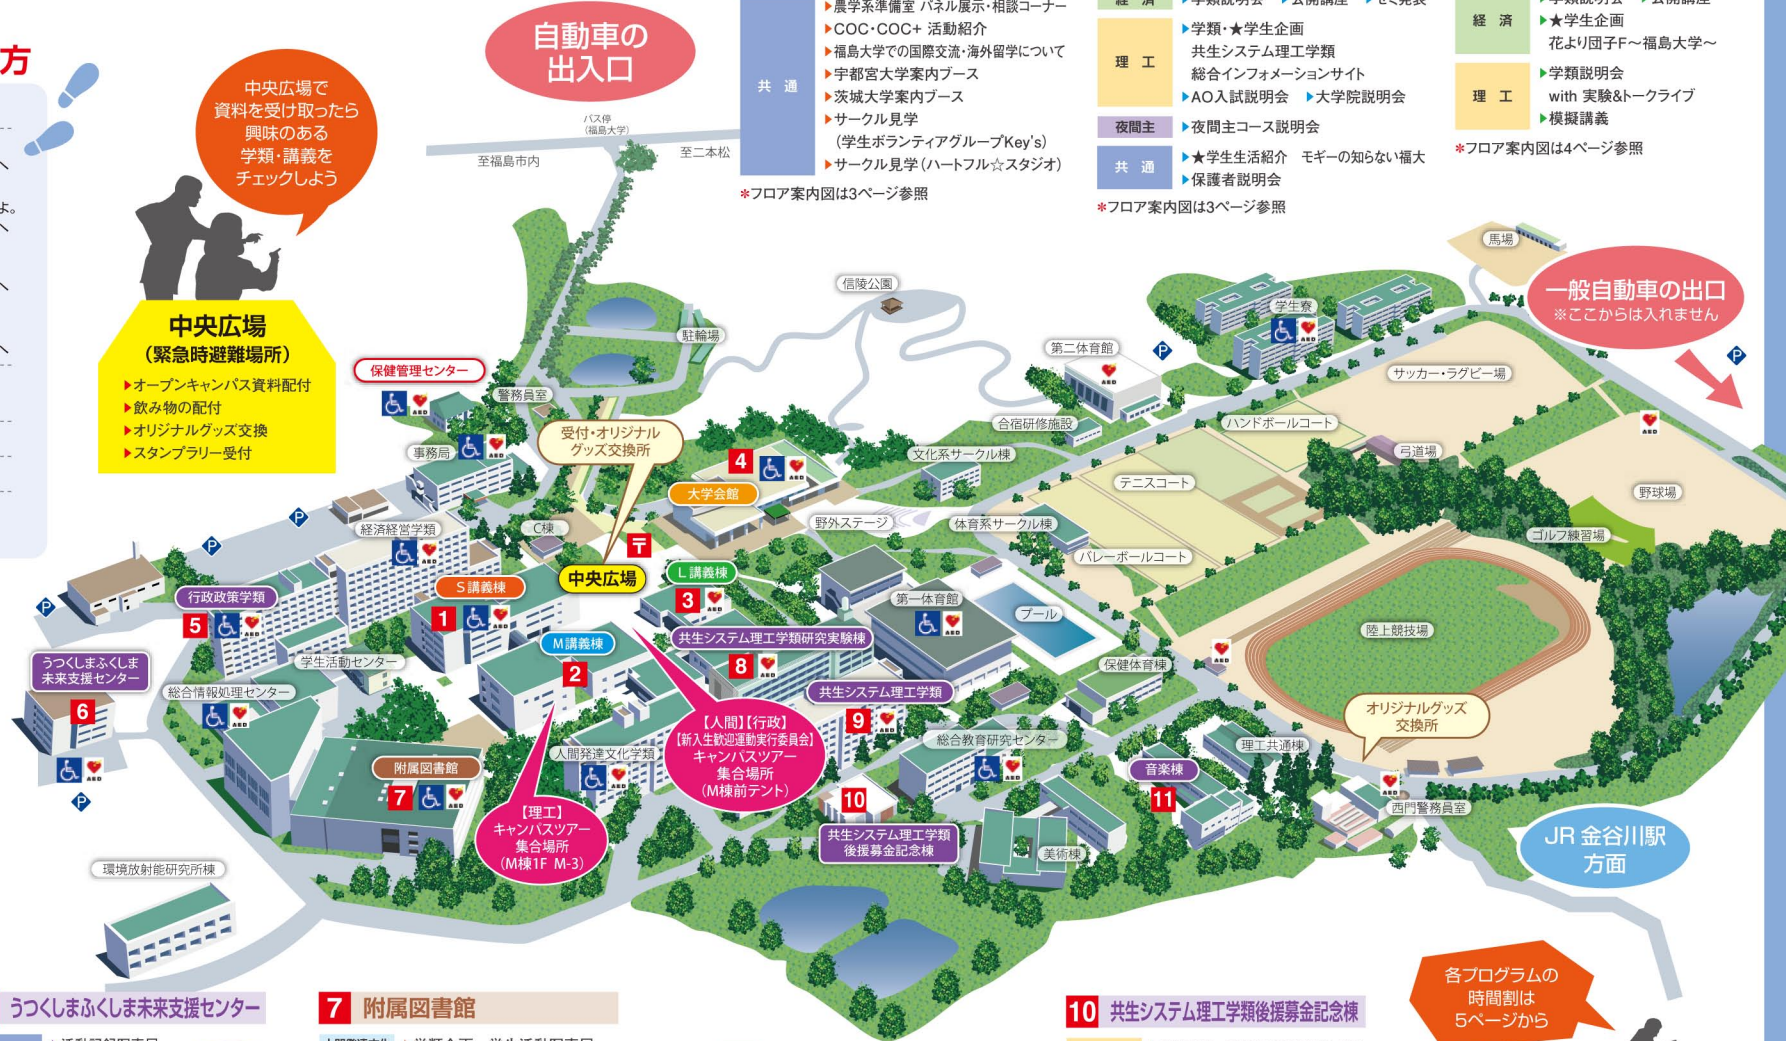 方
よ。
中央広場で
資料を受け取ったら
興味のある
学類・講義を
チェックしよう
中央広場
(緊急時避難場所)
▶オープンキャンパス資料配付
▶飲み物の配付
▶オリジナルグッズ交換
▶スタンプラリー受付
自動車の
出入口
バス停
(福島大学)
至福島市内
至二本松
共 通
▶農学系準備室 パネル展示・相談コーナー
▶COC・COC+ 活動紹介
▶福島大学での国際交流・海外留学について
▶宇都宮大学案内ブース
▶茨城大学案内ブース
▶サークル見学
(学生ボランティアグループKey's)
▶サークル見学(ハートフル☆スタジオ)
*フロア案内図は3ページ参照
経 済
▶学類説明会 ▶公開講座 ▶ゼミ発表
理 工
▶学類・★学生企画
共生システム理工学類
総合インフォメーションサイト
▶AO入試説明会 ▶大学院説明会
夜間主
▶夜間主コース説明会
共 通
▶★学生生活紹介 モギーの知らない福大
▶保護者説明会
*フロア案内図は3ページ参照
経 済
▶学類説明会 ▶公開講座
▶★学生企画
花より団子F～福島大学～
理 工
▶学類説明会
with 実験&トークライブ
▶模擬講義
*フロア案内図は4ページ参照
馬場
一般自動車の出口
※ここからは入れません
信陵公園
学生寮
駐輪場
第二体育館
P
P
サッカー・ラグビー場
保健管理センター
AED
警務員室
受付・オリジナル
グッズ交換所
合宿研修施設
ハンドボールコート
弓道場
事務局
4
大学会館
文化系サークル棟
テニスコート
野球場
P
P
経済経営学類
C棟
〒
野外ステージ
体育系サークル棟
バレーボールコート
ゴルフ練習場
中央広場
L講義棟
3
S講義棟
1
行政政策学類
5
P
第一体育館
プール
陸上競技場
M講義棟
2
共生システム理工学類研究実験棟
8
うつくしまふくしま
未来支援センター
6
学生活動センター
総合情報処理センター
保健体育棟
共生システム理工学類
9
【人間】【行政】
【新入生歓迎運動実行委員会】
キャンパスツアー
集合場所
(M棟前テント)
オリジナルグッズ
交換所
総合教育研究センター
理工共通棟
人間発達文化学類
附属図書館
7
音楽棟
11
10
共生システム理工学類
後援募金記念棟
【理工】
キャンパスツアー
集合場所
(M棟1F M-3)
P
西門警務員室
美術棟
JR 金谷川駅
方面
環境放射能研究所棟
各プログラムの
時間割は
5ページから
うつくしまふくしま未来支援センター
7 附属図書館
10 共生システム理工学類後援募金記念棟